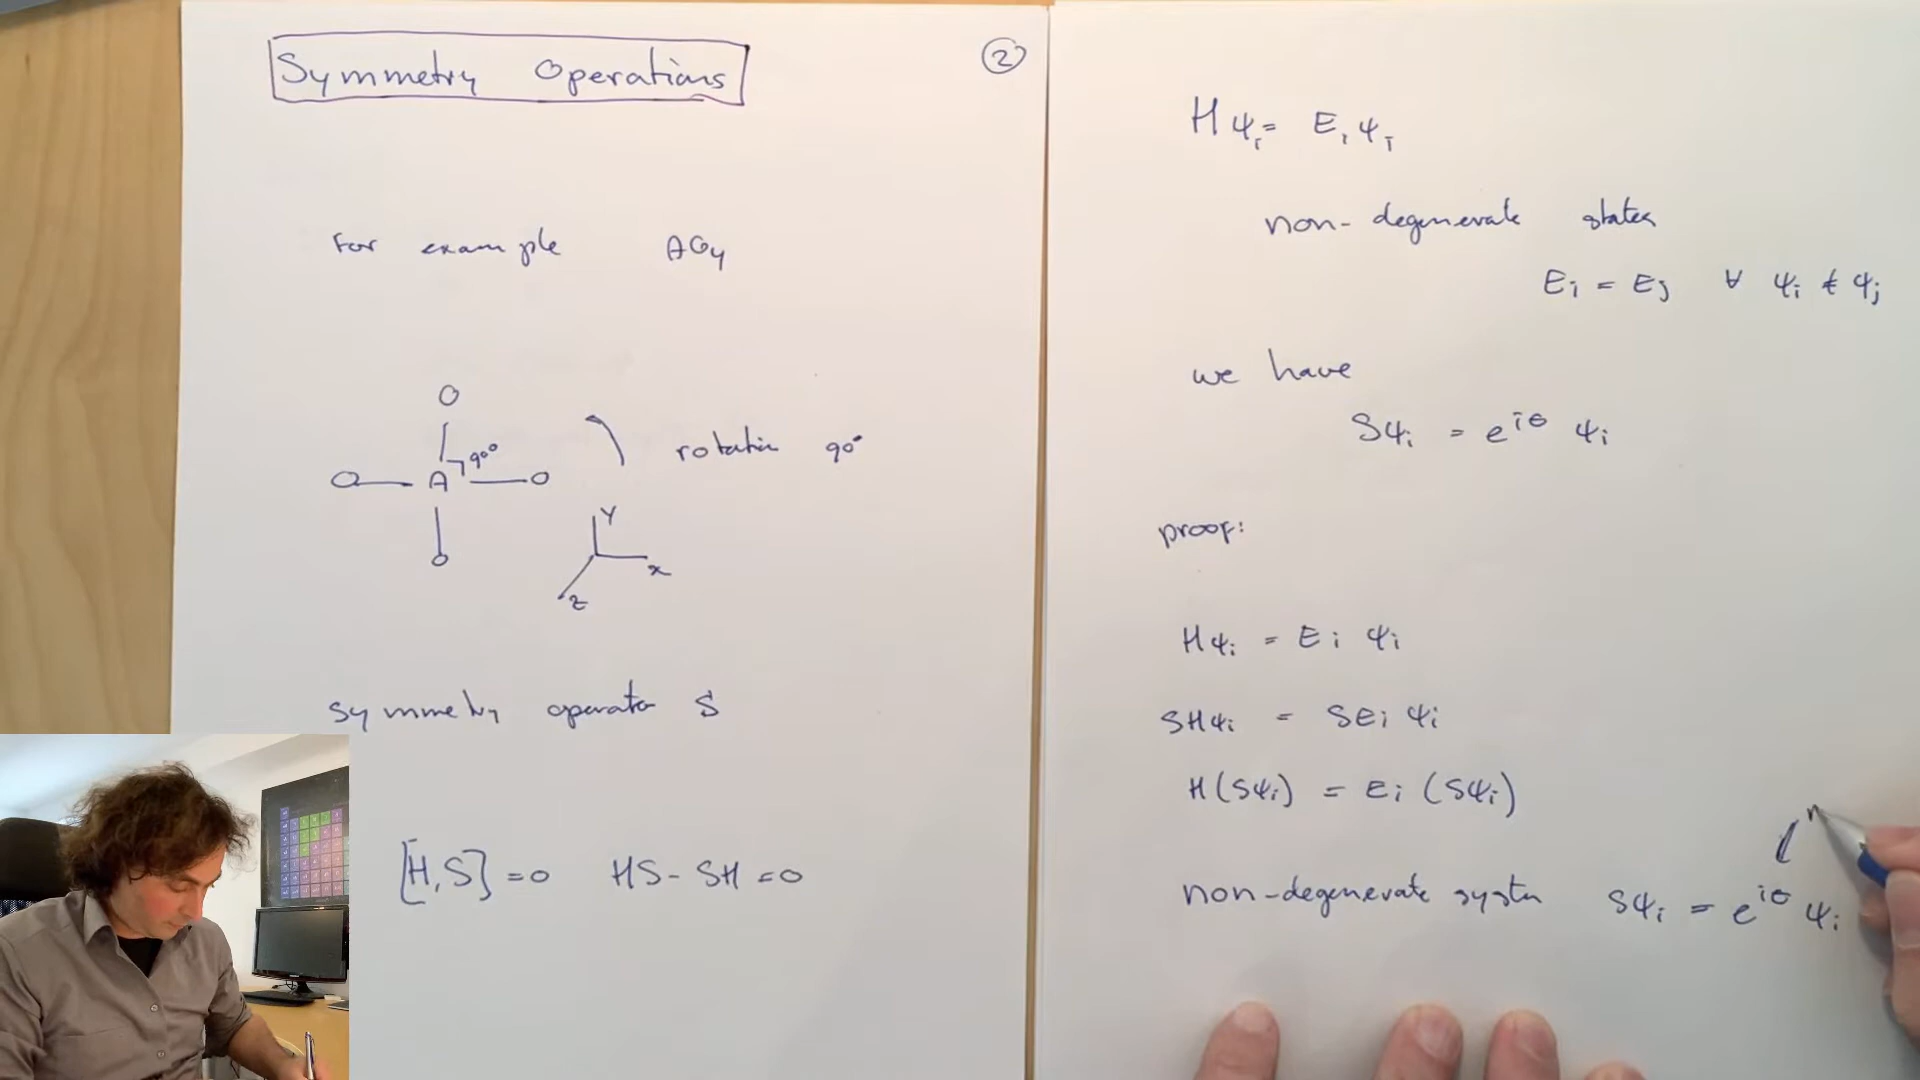 Symmetry Operations
②
For example AO₄
O
90°
O A O
O
rotation 90°
Y
x
z
symmetry operator S
[H,S] = 0 HS - SH = 0
Hψᵢ = Eᵢ ψᵢ
non-degenerate states
Eᵢ = Eⱼ ∀ ψᵢ ≠ ψⱼ
we have
Sψᵢ = e^{iθ} ψᵢ
proof:
Hψᵢ = Eᵢ ψᵢ
SHψᵢ = SEᵢ ψᵢ
H(Sψᵢ) = Eᵢ (Sψᵢ)
non-degenerate system Sψᵢ = e^{iθ} ψᵢ